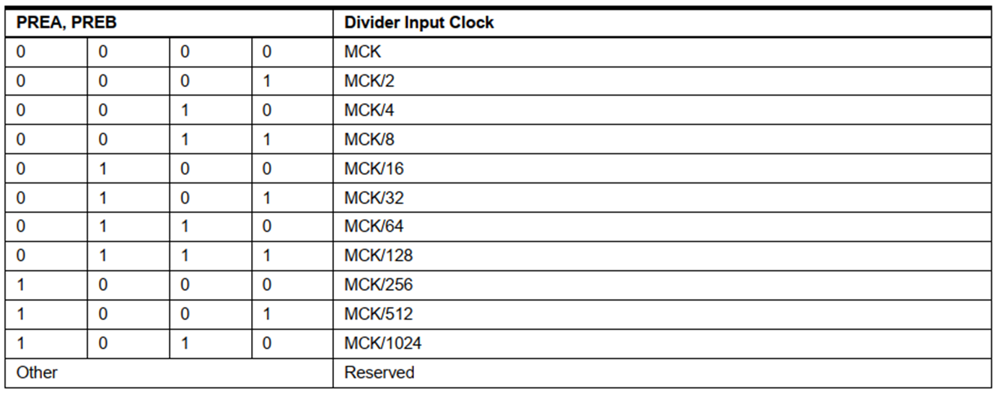 PREA, PREB Divider Input Clock
0 0 0 0 MCK
0 0 0 1 MCK/2
0 0 1 0 MCK/4
0 0 1 1 MCK/8
0 1 0 0 MCK/16
0 1 0 1 MCK/32
0 1 1 0 MCK/64
0 1 1 1 MCK/128
1 0 0 0 MCK/256
1 0 0 1 MCK/512
1 0 1 0 MCK/1024
Other Reserved